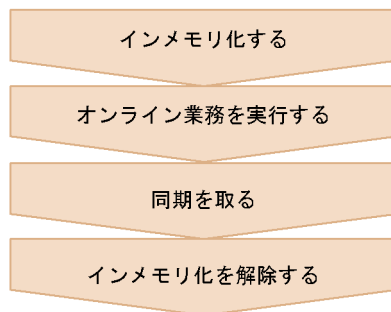 インメモリ化する
オンライン業務を実行する
同期を取る
インメモリ化を解除する